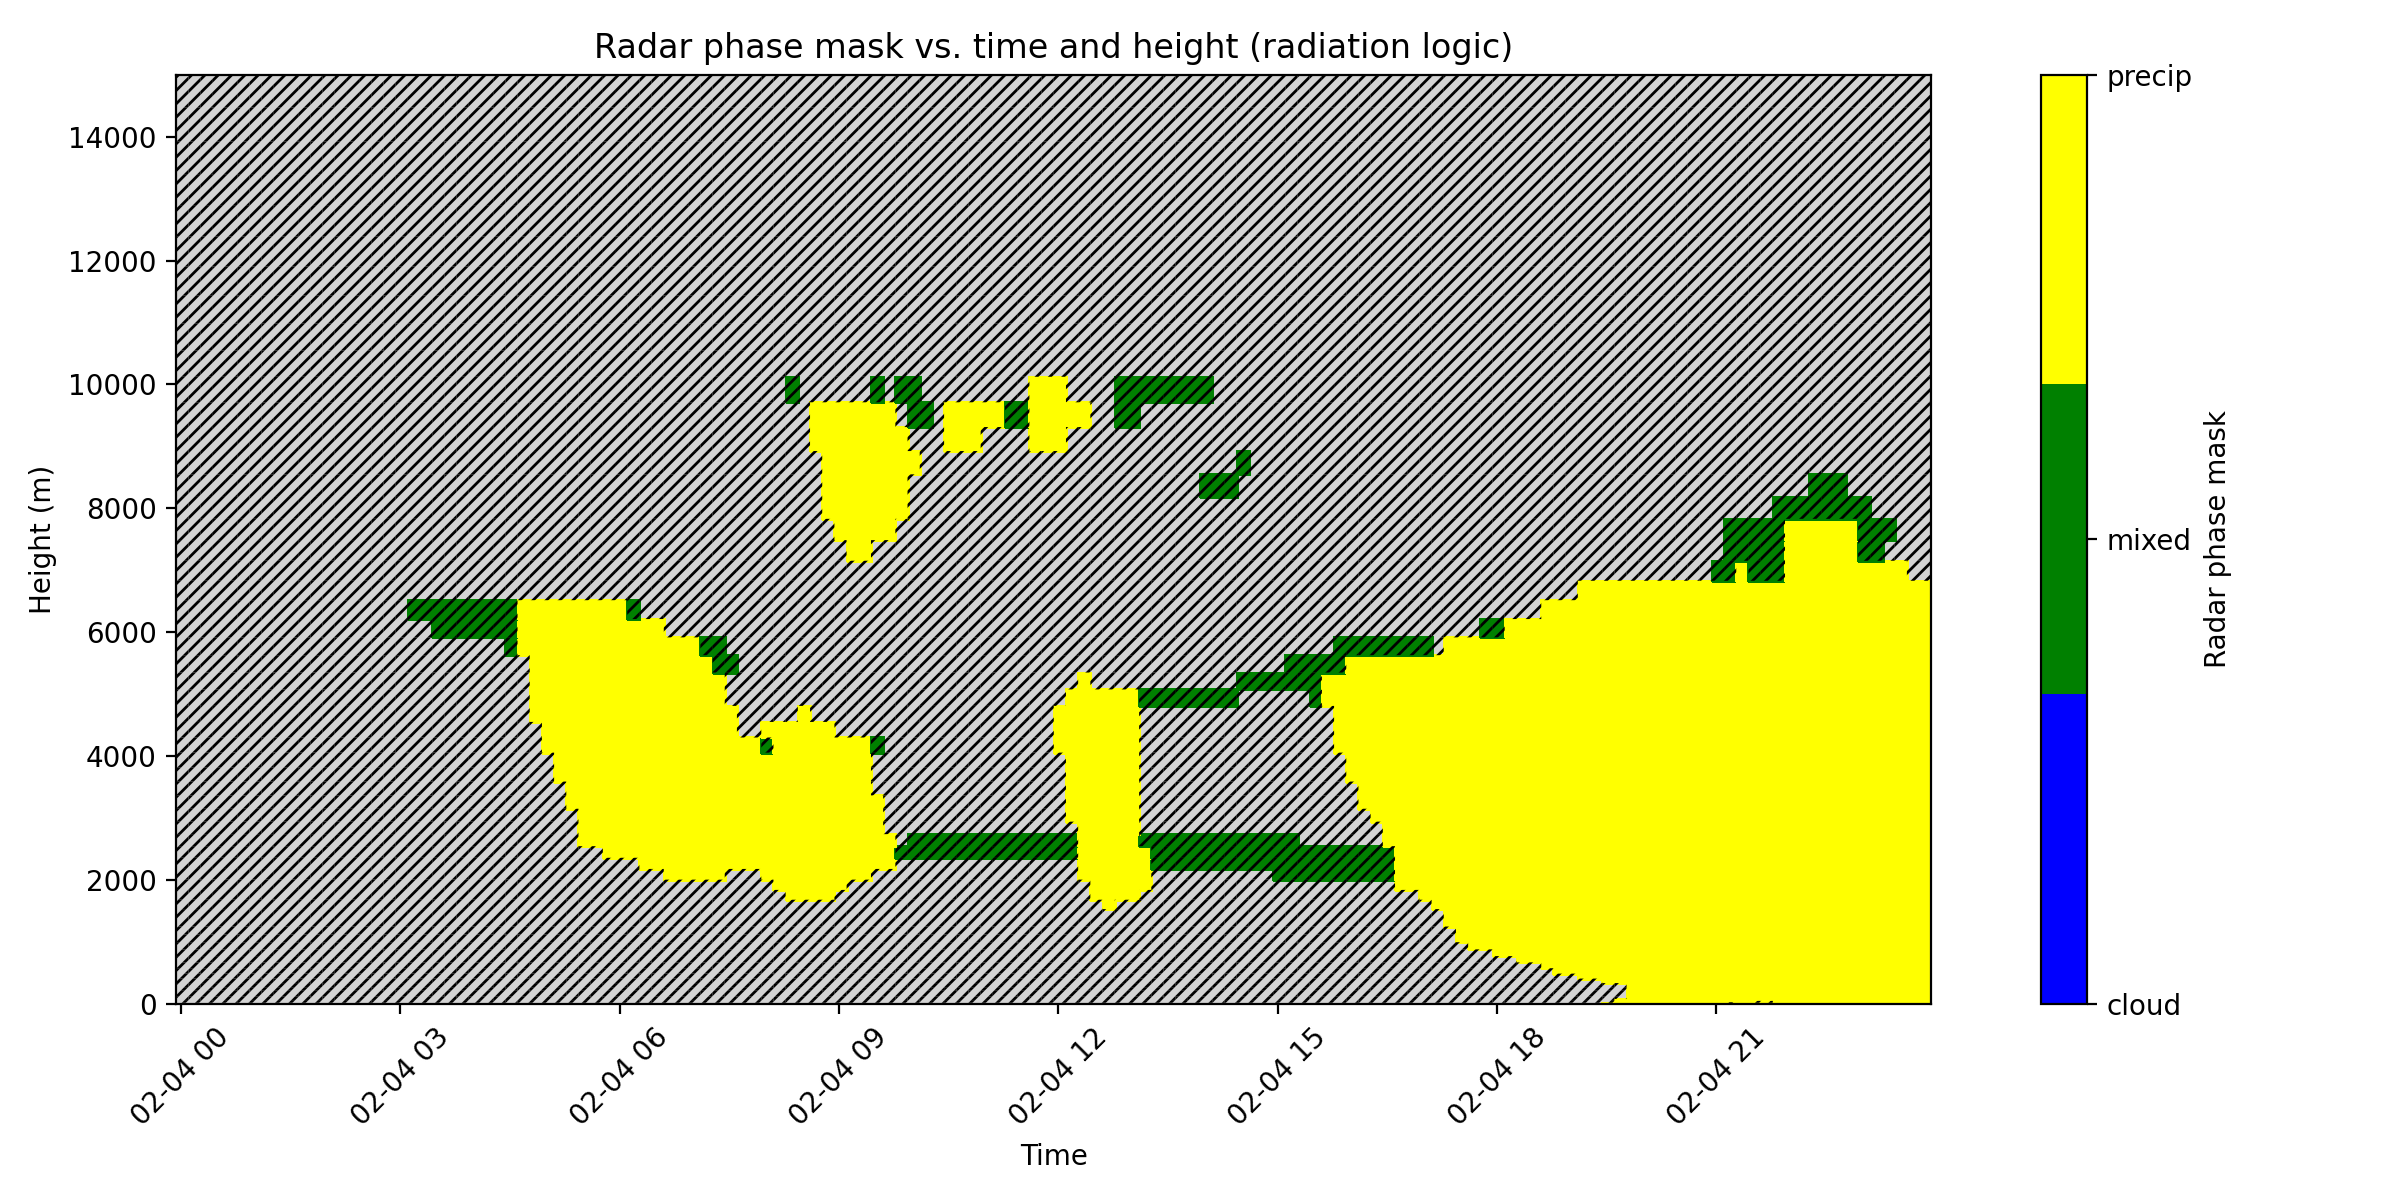 Radar phase mask vs. time and height (radiation logic)
precip
14000
12000
10000
8000
mixed
6000
4000
2000
0
cloud
Height (m)
Radar phase mask
02-04 00
02-04 03
02-04 06
02-04 09
02-04 12
02-04 15
02-04 18
02-04 21
Time